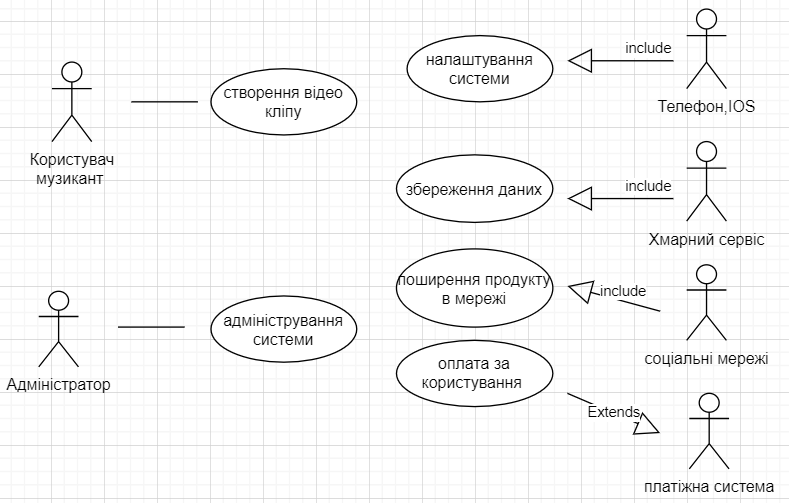 include
налаштування
системи
Телефон,IOS
створення відео
кліпу
Користувач
музикант
збереження даних
include
Хмарний сервіс
поширення продукту
в мережі
include
соціальні мережі
адміністрування
системи
Адміністратор
оплата за
користування
Extends
платіжна система